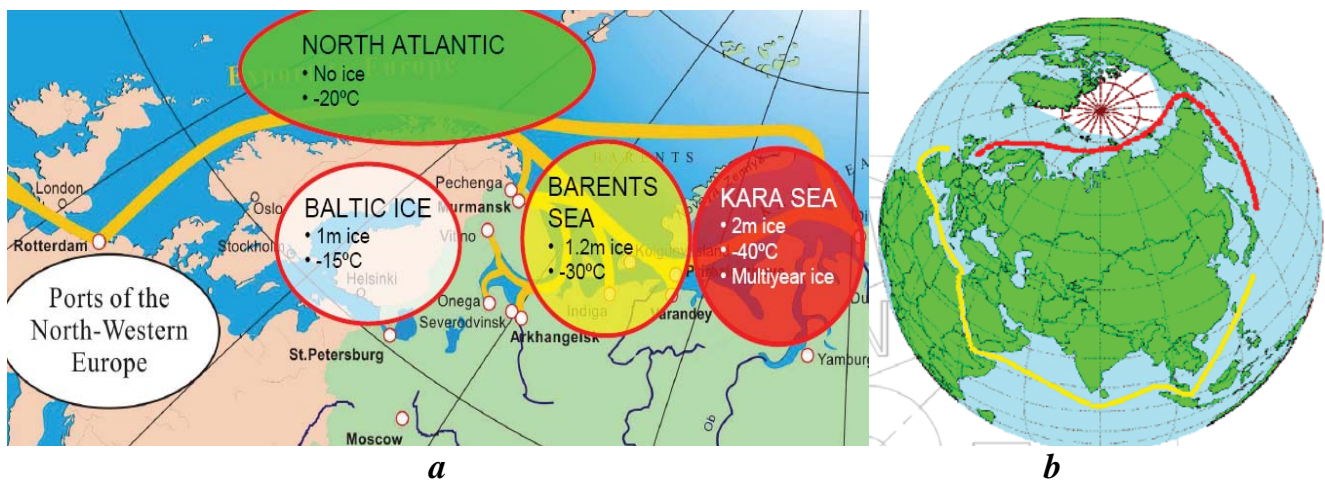 NORTH ATLANTIC
• No ice
• -20ºC
BARENTS
London
Oslo
Pechenga
Murmansk
BALTIC ICE
• 1m ice
• -15ºC
BARENTS
SEA
• 1.2m ice
• -30ºC
KARA SEA
• 2m ice
• -40ºC
• Multiyear ice
Rotterdam
Stockholm
Vitino
Helsinki
Onega
Severodvinsk
Arkhangelsk
Indiga
Varandey
St.Petersburg
Yamburg
Ob
Moscow
Ports of the
North-Western
Europe
a
b